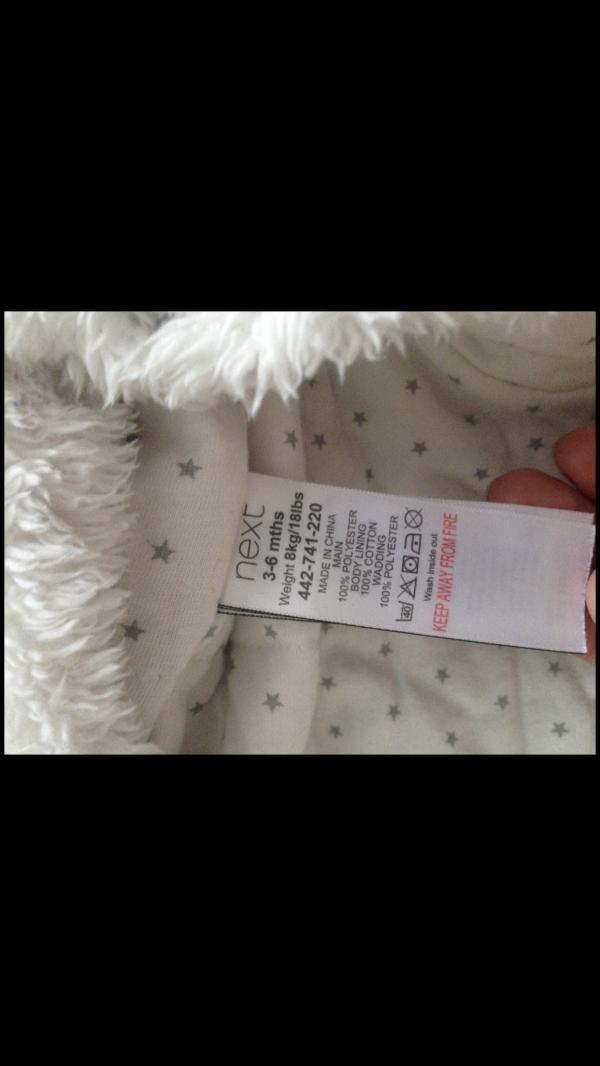 next
3-6 mths
Weight 8kg/18lbs
442-741-220
MADE IN CHINA
MAIN
100% POLYESTER
BODY LINING
100% COTTON
WADDING
100% POLYESTER
40
Wash inside out
KEEP AWAY FROM FIRE